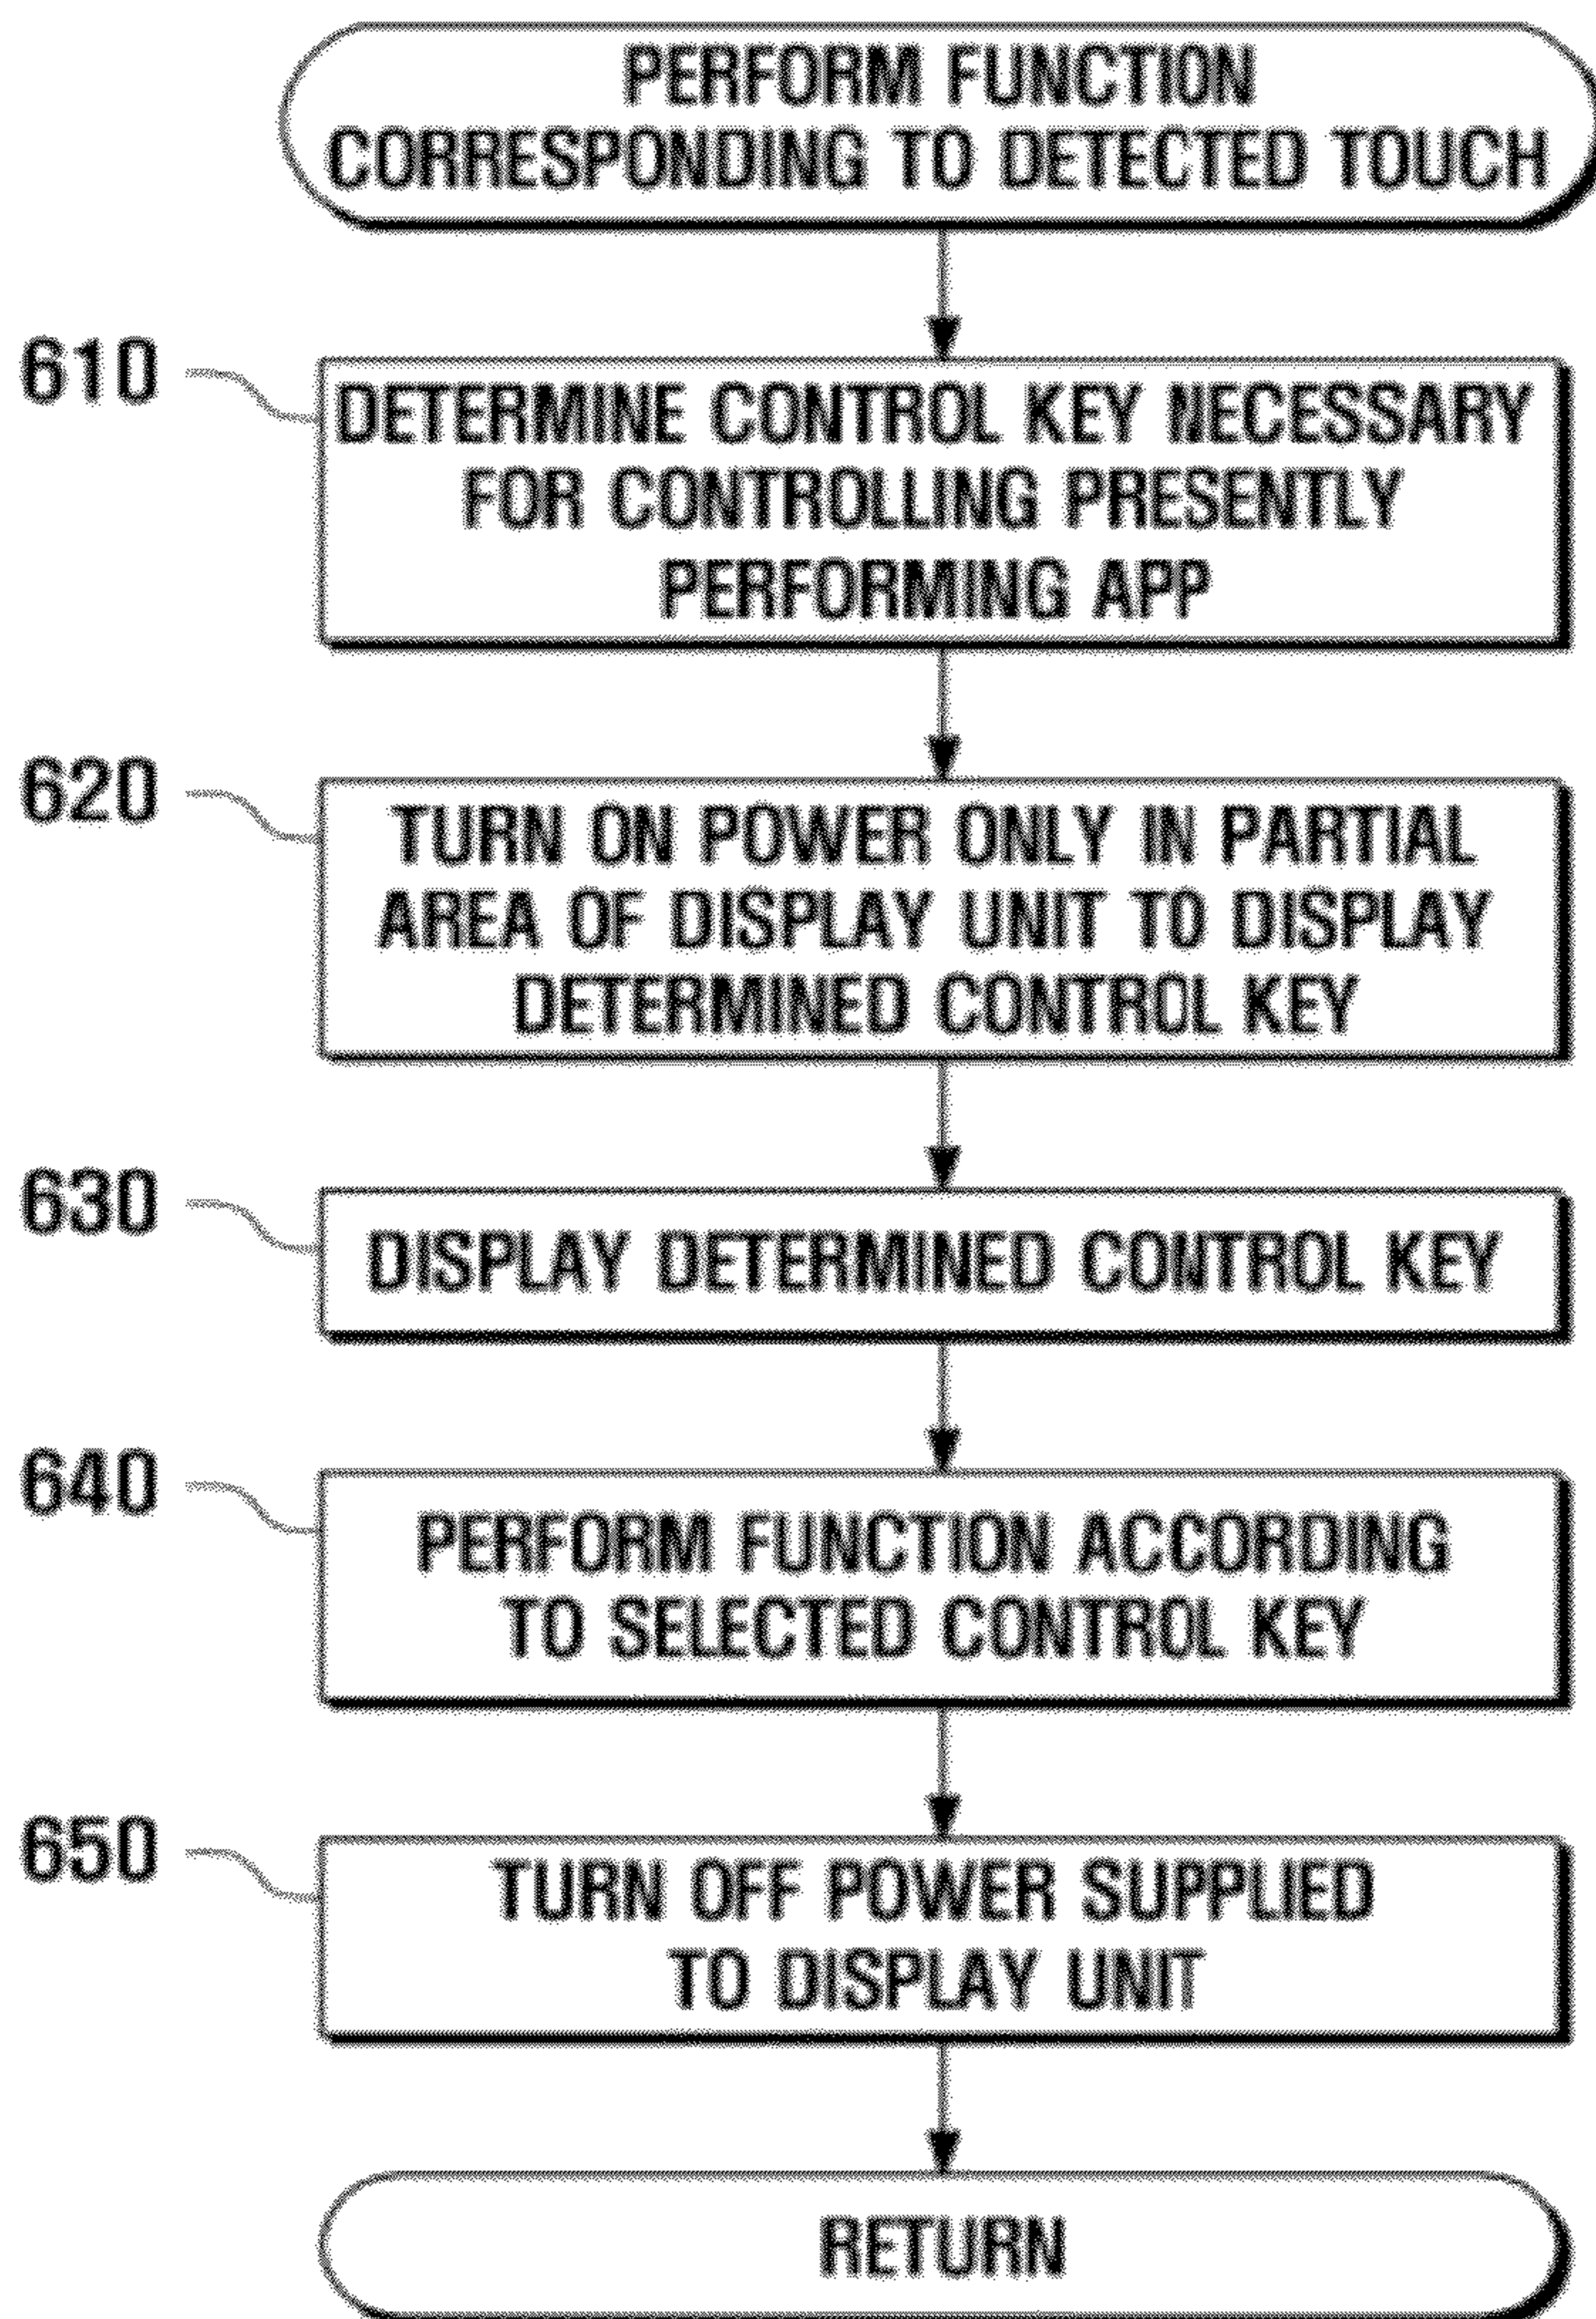 PERFORM FUNCTION
CORRESPONDING TO DETECTED TOUCH
610
DETERMINE CONTROL KEY NECESSARY
FOR CONTROLLING PRESENTLY
PERFORMING APP
620
TURN ON POWER ONLY IN PARTIAL
AREA OF DISPLAY UNIT TO DISPLAY
DETERMINED CONTROL KEY
630
DISPLAY DETERMINED CONTROL KEY
640
PERFORM FUNCTION ACCORDING
TO SELECTED CONTROL KEY
650
TURN OFF POWER SUPPLIED
TO DISPLAY UNIT
RETURN